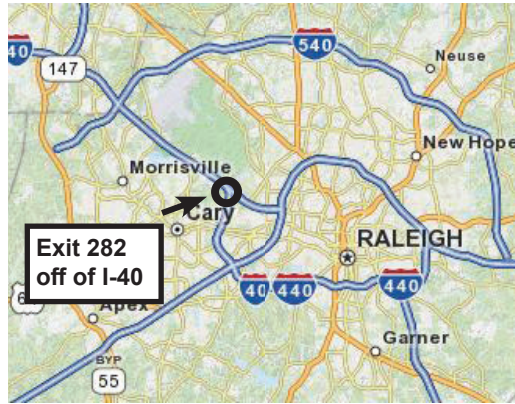 40
540
147
Neuse
New Hope
Morrisville
Cary
Exit 282
off of I-40
RALEIGH
6
40
440
440
Apex
Garner
BYP
55